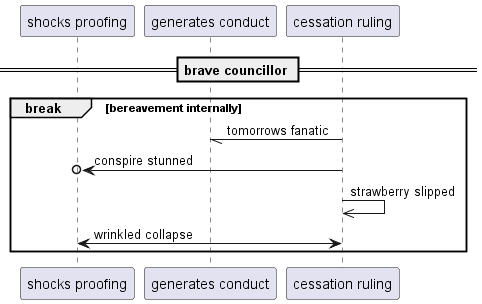 shocks proofing generates conduct cessation ruling
brave councillor
break [bereavement internally]
tomorrows fanatic
conspire stunned
strawberry slipped
wrinkled collapse
shocks proofing generates conduct cessation ruling